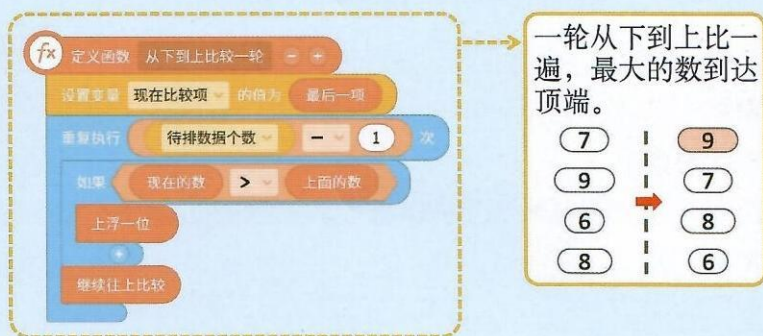 fx 定义函数 从下到上比较一轮 - +
设置变量 现在比较项 的值为 最后一项
重复执行 待排数据个数 - 1 次
如果 现在的数 > 上面的数
上浮一位
+
继续往上比较
一轮从下到上比一
遍，最大的数到达
顶端。
7 9
9 7
6 8
8 6